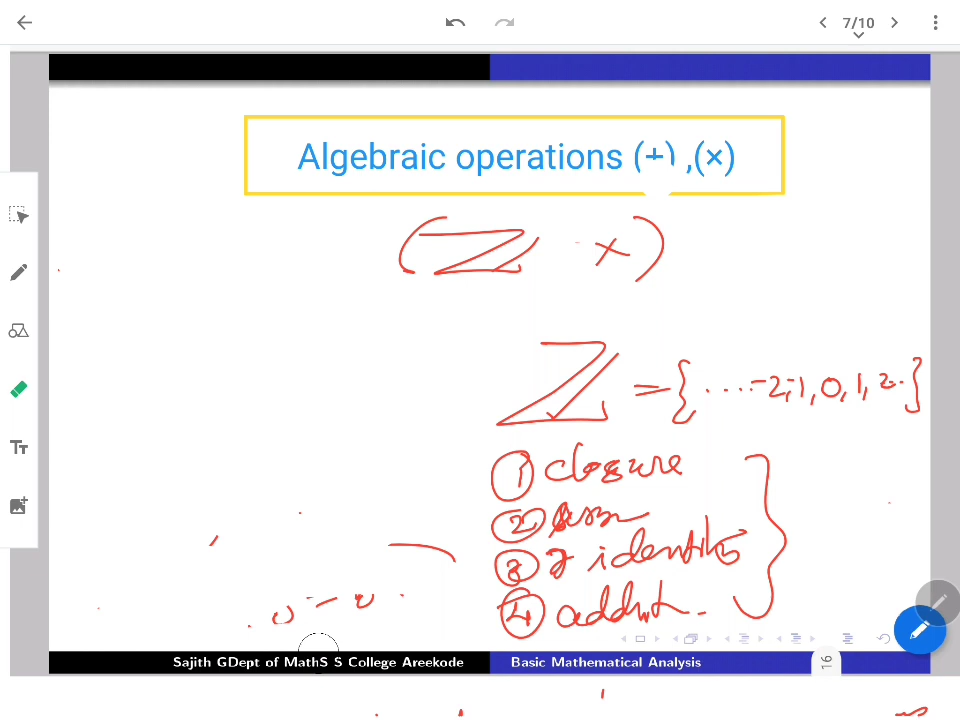 7/10
Algebraic operations (+) ,(×)
(Z ×)
Z = {.....-2,-1, 0, 1, 2..}
① closure
②
③ ∃ identity
④
Sajith GDept of MathS S College Areekode Basic Mathematical Analysis 16